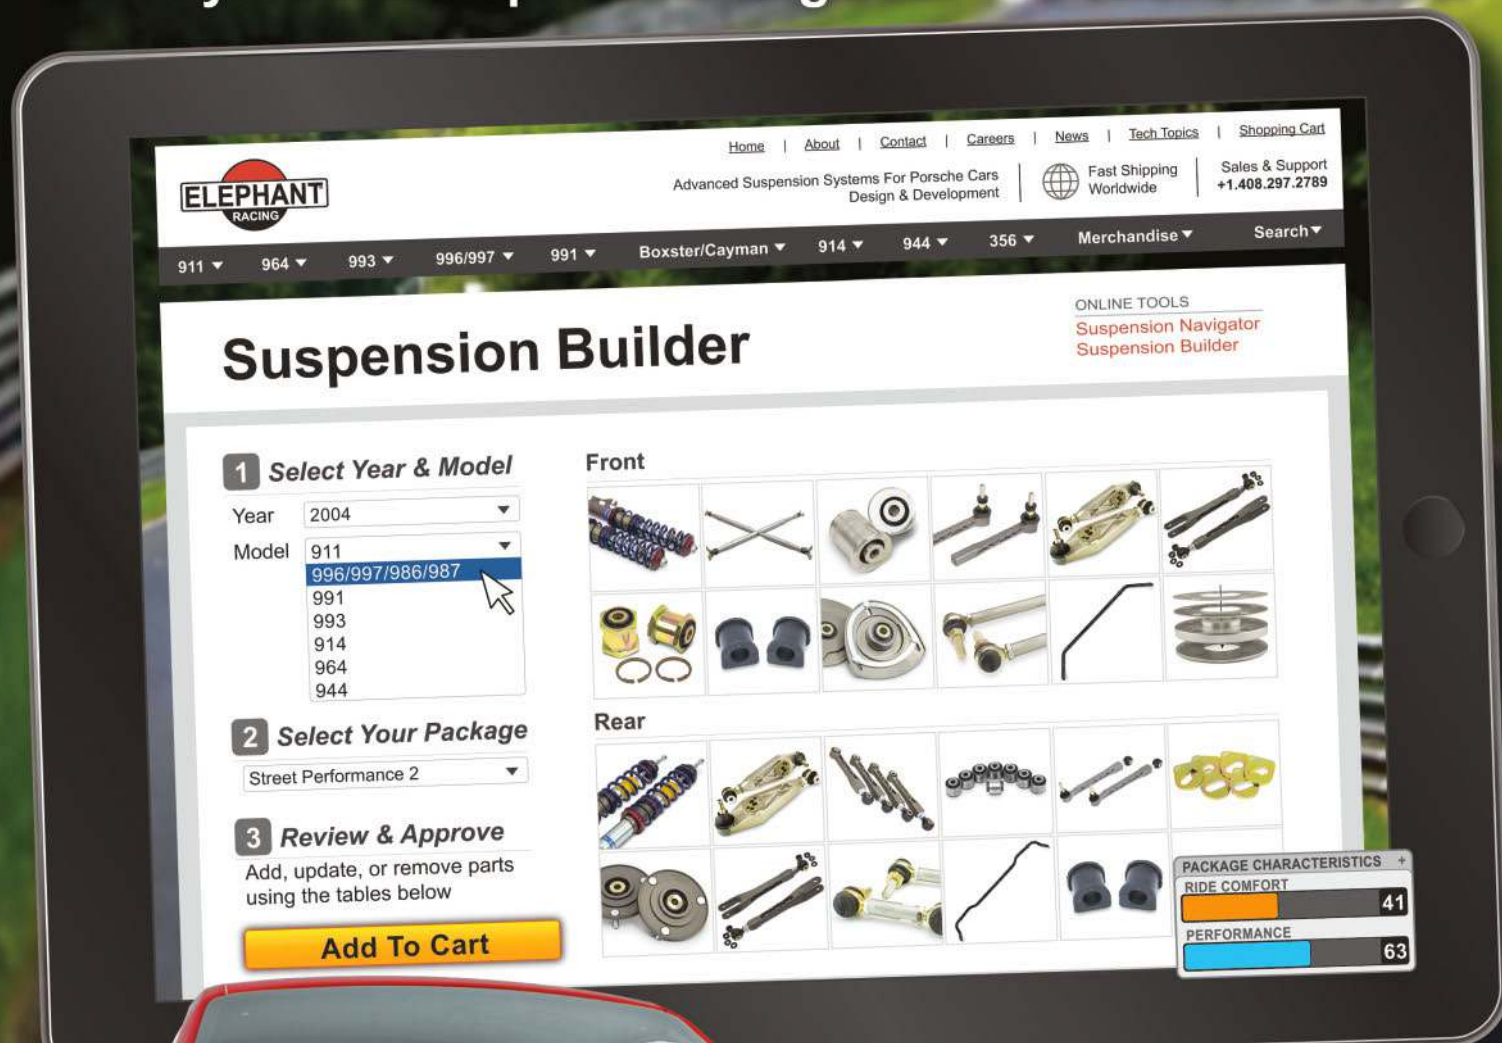 ELEPHANT
RACING
Home | About | Contact | Careers | News | Tech Topics | Shopping Cart
Advanced Suspension Systems For Porsche Cars
Design & Development
Fast Shipping
Worldwide
Sales & Support
+1.408.297.2789
911 964 993 996/997 991 Boxster/Cayman 914 944 356 Merchandise Search
Suspension Builder
ONLINE TOOLS
Suspension Navigator
Suspension Builder
1 Select Year & Model
Year 2004
Model 911
996/997/986/987
991
993
914
964
944
2 Select Your Package
Street Performance 2
3 Review & Approve
Add, update, or remove parts
using the tables below
Add To Cart
Front
Rear
PACKAGE CHARACTERISTICS +
RIDE COMFORT
41
PERFORMANCE
63